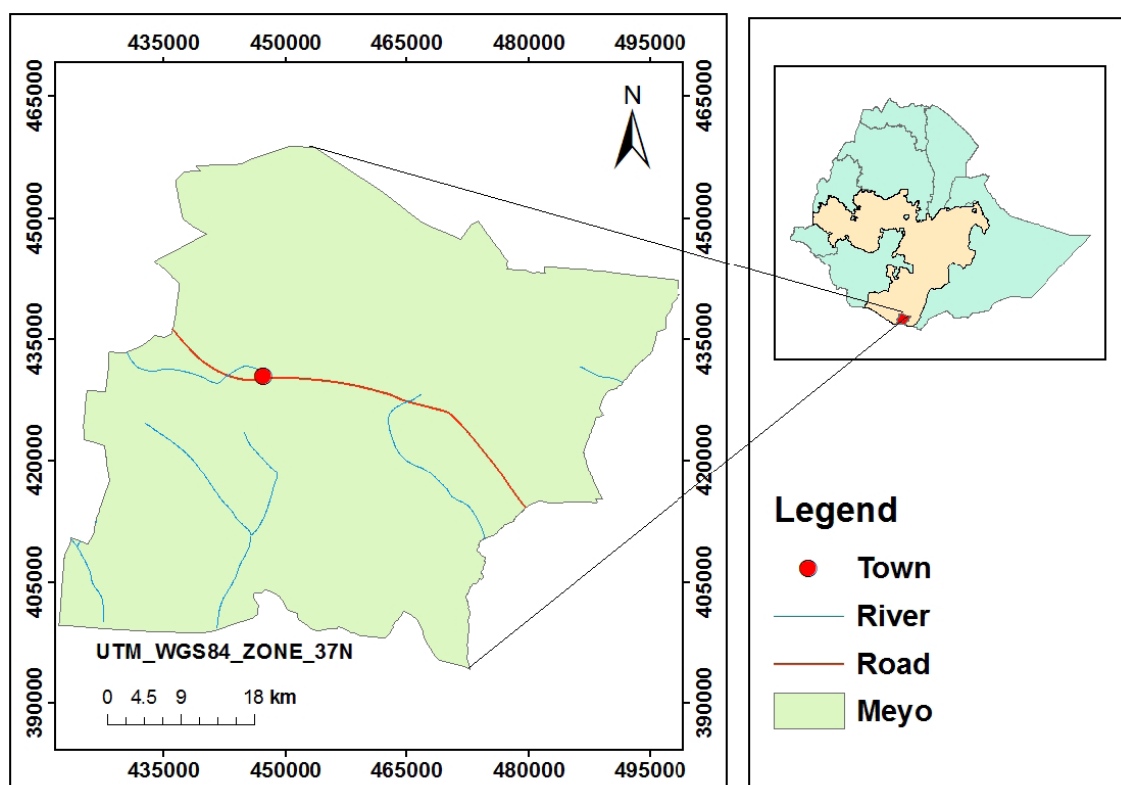 435000 450000 465000 480000 495000
465000 465000
N
450000 450000
435000 435000
420000 420000
405000 405000
390000 390000
UTM_WGS84_ZONE_37N
0 4.5 9 18 km
435000 450000 465000 480000 495000
Legend
Town
River
Road
Meyo